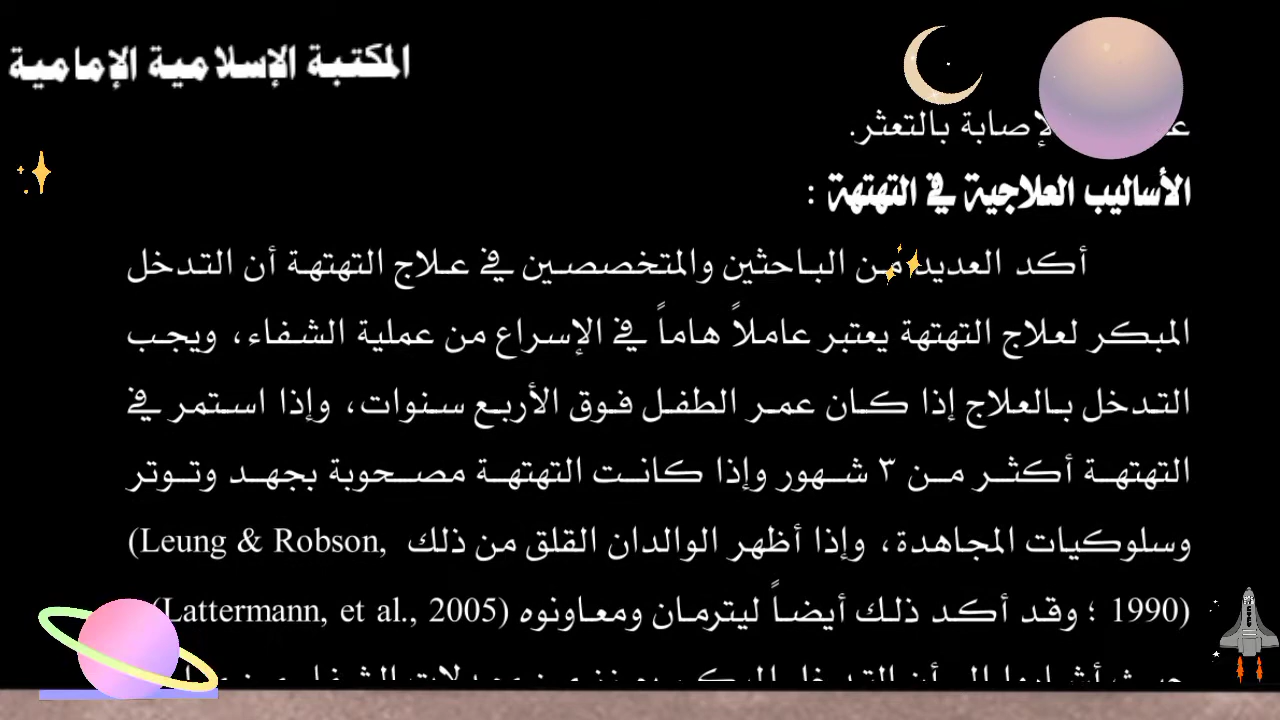 المكتبة الإسلامية الإمامية
بالتعثر.
الأساليب العلاجية في التهتهة :
أكد العديد من الباحثين والمتخصصين في علاج التهتهة أن التدخل
المبكر لعلاج التهتهة يعتبر عاملاً هاماً في الإسراع من عملية الشفاء، ويجب
التدخل بالعلاج إذا كان عمر الطفل فوق الأربع سنوات، وإذا استمر في
التهتهة أكثر من ٣ شهور وإذا كانت التهتهة مصحوبة بجهد وتوتر
وسلوكيات المجاهدة، وإذا أظهر الوالدان القلق من ذلك (Leung & Robson,
1990) ؛ وقد أكد ذلك أيضاً ليترمان ومعاونوه (Lattermann, et al., 2005)